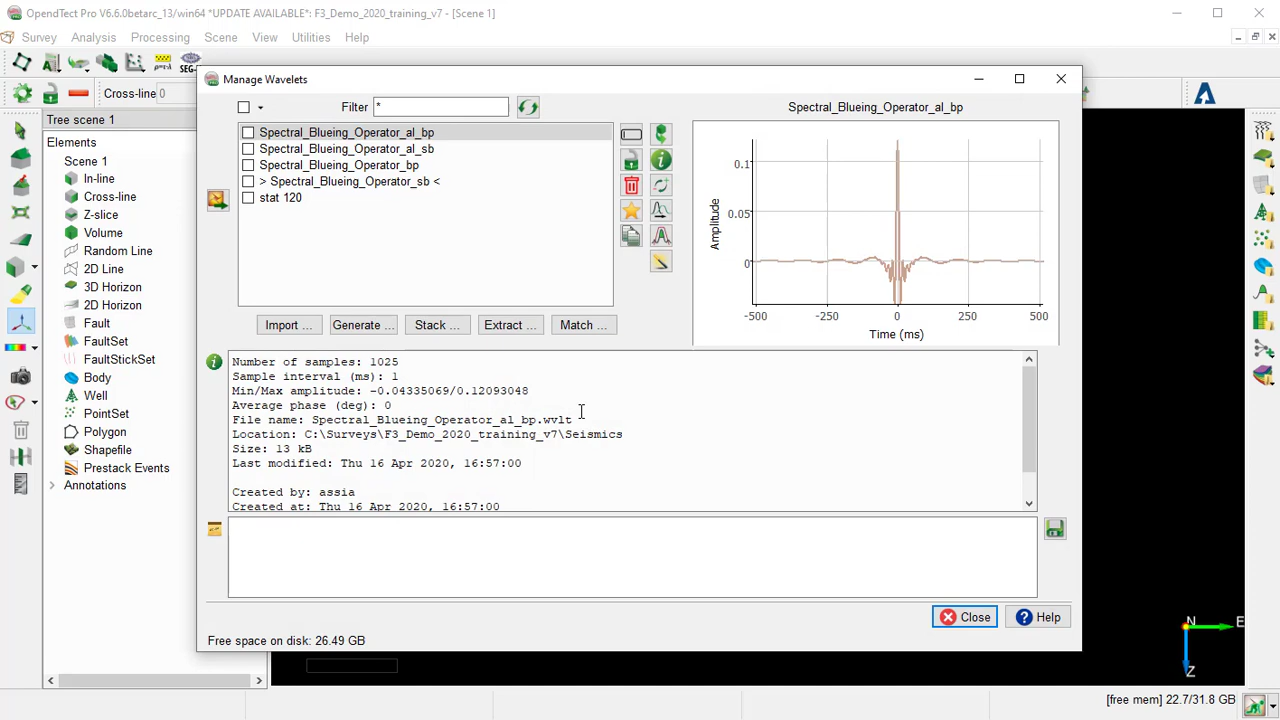 OpendTect Pro V6.6.0betarc_13/win64 *UPDATE AVAILABLE*: F3_Demo_2020_training_v7 - [Scene 1]
Survey Analysis Processing Scene View Utilities Help
SEG-
Cross-line 0
Tree scene 1
Elements
Scene 1
In-line
Cross-line
Z-slice
Volume
Random Line
2D Line
3D Horizon
2D Horizon
Fault
FaultSet
FaultStickSet
Body
Well
PointSet
Polygon
Shapefile
Prestack Events
Annotations
Manage Wavelets
Filter *
Spectral_Blueing_Operator_al_bp
Spectral_Blueing_Operator_al_sb
Spectral_Blueing_Operator_bp
> Spectral_Blueing_Operator_sb <
stat 120
Import ... Generate ... Stack ... Extract ... Match ...
Spectral_Blueing_Operator_al_bp
Amplitude
0.1
0.05
0
-500 -250 0 250 500
Time (ms)
Number of samples: 1025
Sample interval (ms): 1
Min/Max amplitude: -0.04335069/0.12093048
Average phase (deg): 0
File name: Spectral_Blueing_Operator_al_bp.wvlt
Location: C:\Surveys\F3_Demo_2020_training_v7\Seismics
Size: 13 kB
Last modified: Thu 16 Apr 2020, 16:57:00
Created by: assia
Created at: Thu 16 Apr 2020, 16:57:00
Close Help
Free space on disk: 26.49 GB
N
E
Z
[free mem] 22.7/31.8 GB